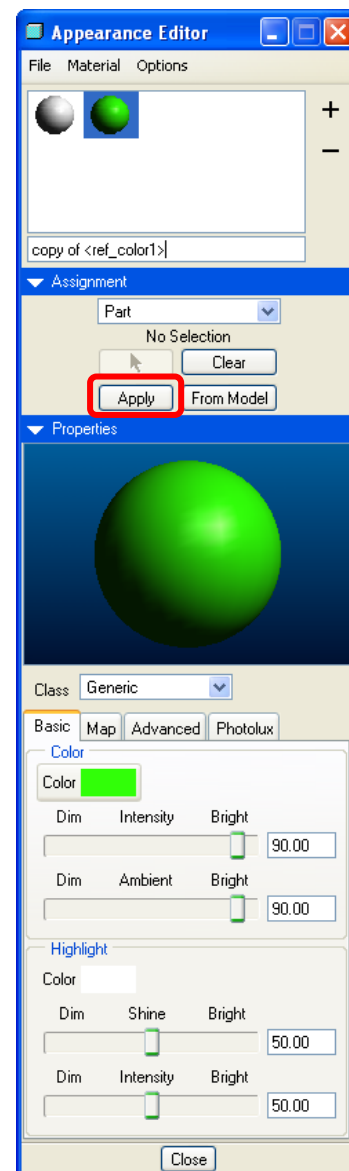 Appearance Editor
File Material Options
+
−
copy of <ref_color1>
Assignment
Part
No Selection
Clear
Apply From Model
Properties
Class Generic
Basic Map Advanced Photolux
Color
Color
Dim Intensity Bright
90.00
Dim Ambient Bright
90.00
Highlight
Color
Dim Shine Bright
50.00
Dim Intensity Bright
50.00
Close